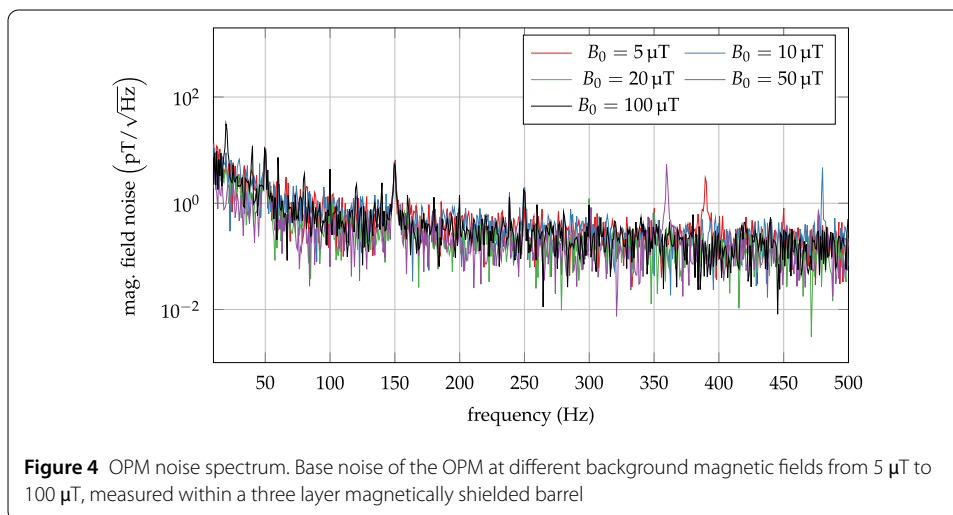 B₀ = 5 µT B₀ = 10 µT
B₀ = 20 µT B₀ = 50 µT
B₀ = 100 µT
mag. field noise (pT/√Hz)
10²
10⁰
10⁻²
50 100 150 200 250 300 350 400 450 500
frequency (Hz)
Figure 4 OPM noise spectrum. Base noise of the OPM at different background magnetic fields from 5 µT to
100 µT, measured within a three layer magnetically shielded barrel